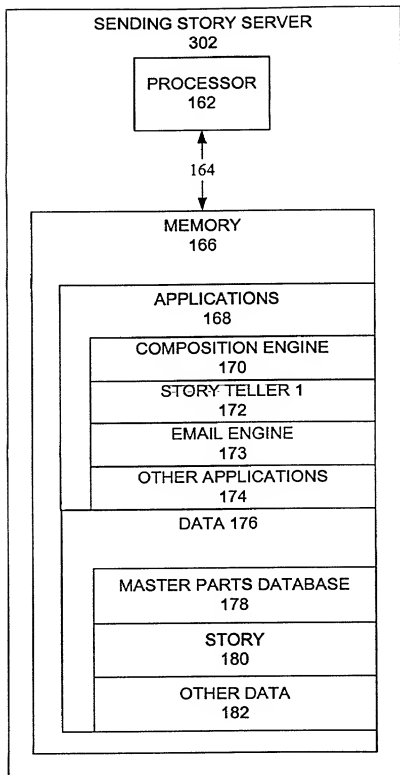 SENDING STORY SERVER
302
PROCESSOR
162
164
MEMORY
166
APPLICATIONS
168
COMPOSITION ENGINE
170
STORY TELLER 1
172
EMAIL ENGINE
173
OTHER APPLICATIONS
174
DATA 176
MASTER PARTS DATABASE
178
STORY
180
OTHER DATA
182